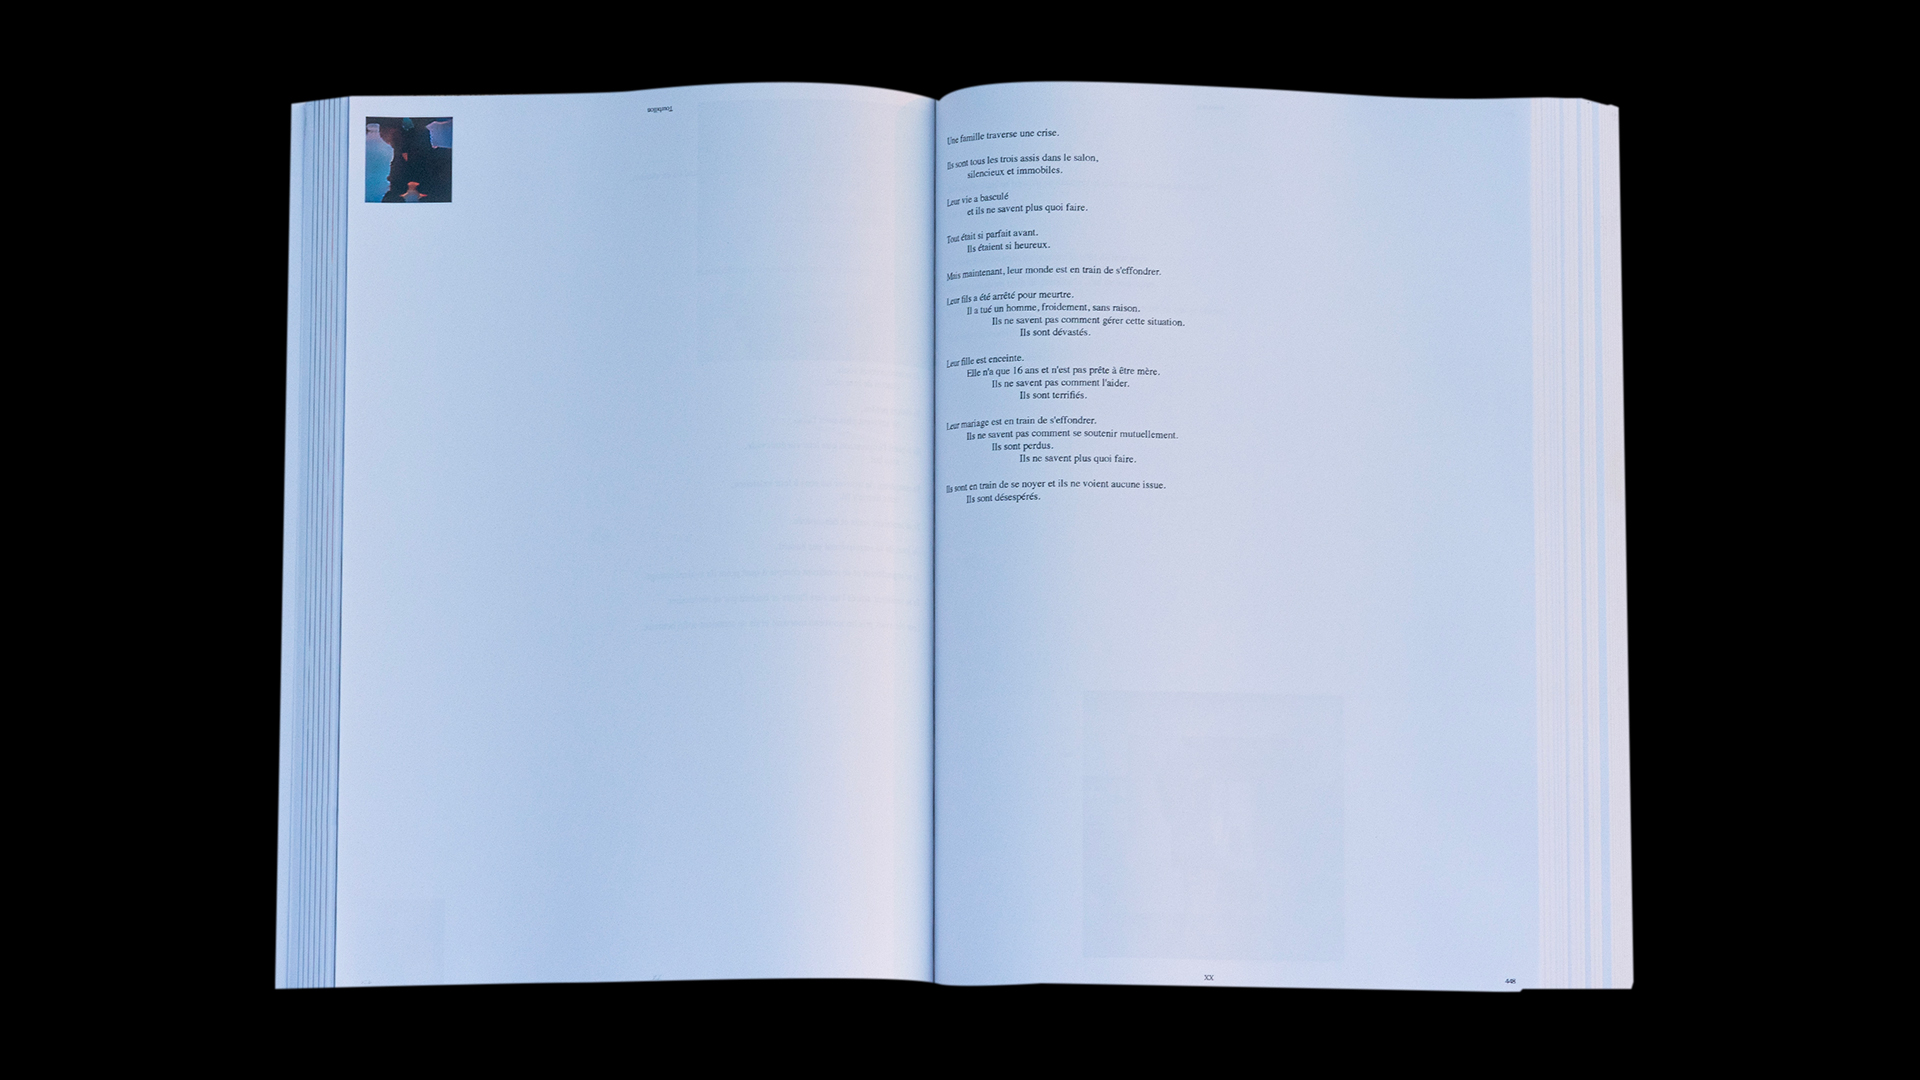 Tourbillon
Une famille traverse une crise.
Ils sont tous les trois assis dans le salon,
silencieux et immobiles.
Leur vie a basculé
et ils ne savent plus quoi faire.
Tout était si parfait avant.
Ils étaient si heureux.
Mais maintenant, leur monde est en train de s'effondrer.
Leur fils a été arrêté pour meurtre.
Il a tué un homme, froidement, sans raison.
Ils ne savent pas comment gérer cette situation.
Ils sont dévastés.
Leur fille est enceinte.
Elle n'a que 16 ans et n'est pas prête à être mère.
Ils ne savent pas comment l'aider.
Ils sont terrifiés.
Leur mariage est en train de s'effondrer.
Ils ne savent pas comment se soutenir mutuellement.
Ils sont perdus.
Ils ne savent plus quoi faire.
Ils sont en train de se noyer et ils ne voient aucune issue.
Ils sont désespérés.
XX
448